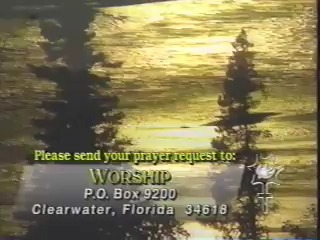 Please send your prayer request to:
WORSHIP
P.O. Box 9200
Clearwater, Florida 34618